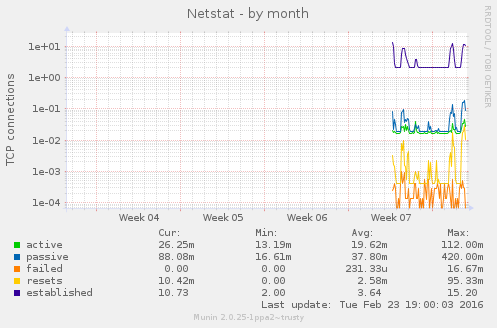 Netstat - by month
RRDTOOL / TOBI OETIKER
TCP connections
1e+01
1e+00
1e-01
1e-02
1e-03
1e-04
Week 04 Week 05 Week 06 Week 07
Cur: Min: Avg: Max:
active 26.25m 13.19m 19.62m 112.00m
passive 88.08m 16.61m 37.80m 420.00m
failed 0.00 0.00 231.33u 16.67m
resets 10.42m 0.00 2.58m 95.33m
established 10.73 2.00 3.64 15.20
Last update: Tue Feb 23 19:00:03 2016
Munin 2.0.25-1ppa2~trusty